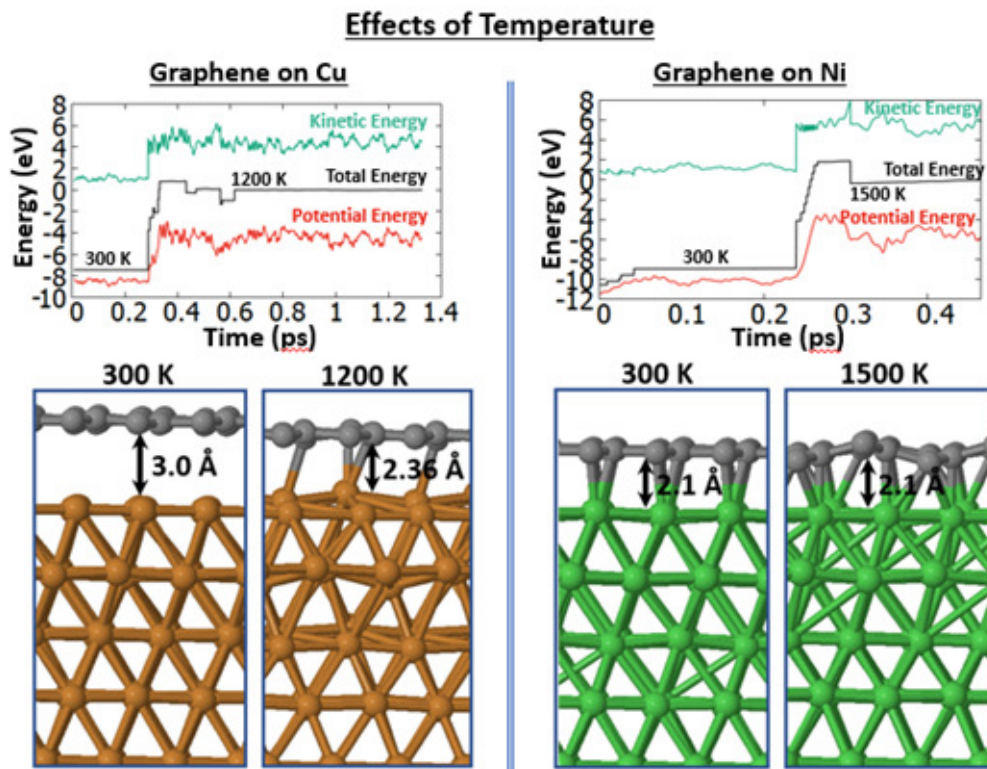 Effects of Temperature
Graphene on Cu
Graphene on Ni
8
6
4
2
0
-2
-4
-6
-8
-10
Energy (eV)
Kinetic Energy
1200 K
Total Energy
Potential Energy
300 K
0 0.2 0.4 0.6 0.8 1 1.2 1.4
Time (ps)
8
6
4
2
0
-2
-4
-6
-8
-10
-12
Energy (eV)
Kinetic Energy
Total Energy
1500 K
Potential Energy
300 K
0 0.1 0.2 0.3 0.4
Time (ps)
300 K
1200 K
300 K
1500 K
3.0 Å
2.36 Å
2.1 Å
2.1 Å